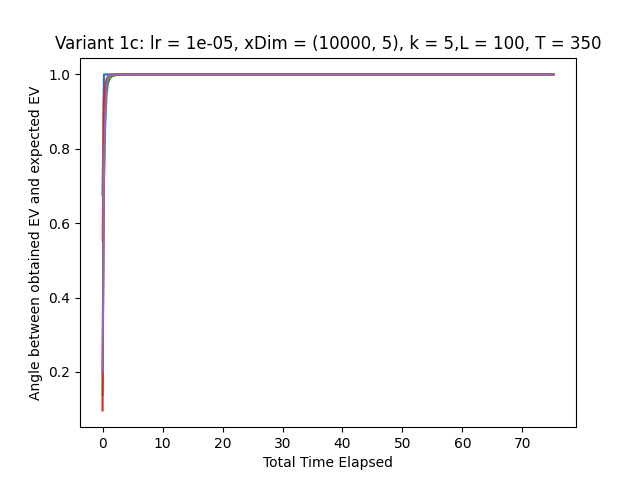 Variant 1c: lr = 1e-05, xDim = (10000, 5), k = 5,L = 100, T = 350
Angle between obtained EV and expected EV
1.0
0.8
0.6
0.4
0.2
0 10 20 30 40 50 60 70
Total Time Elapsed